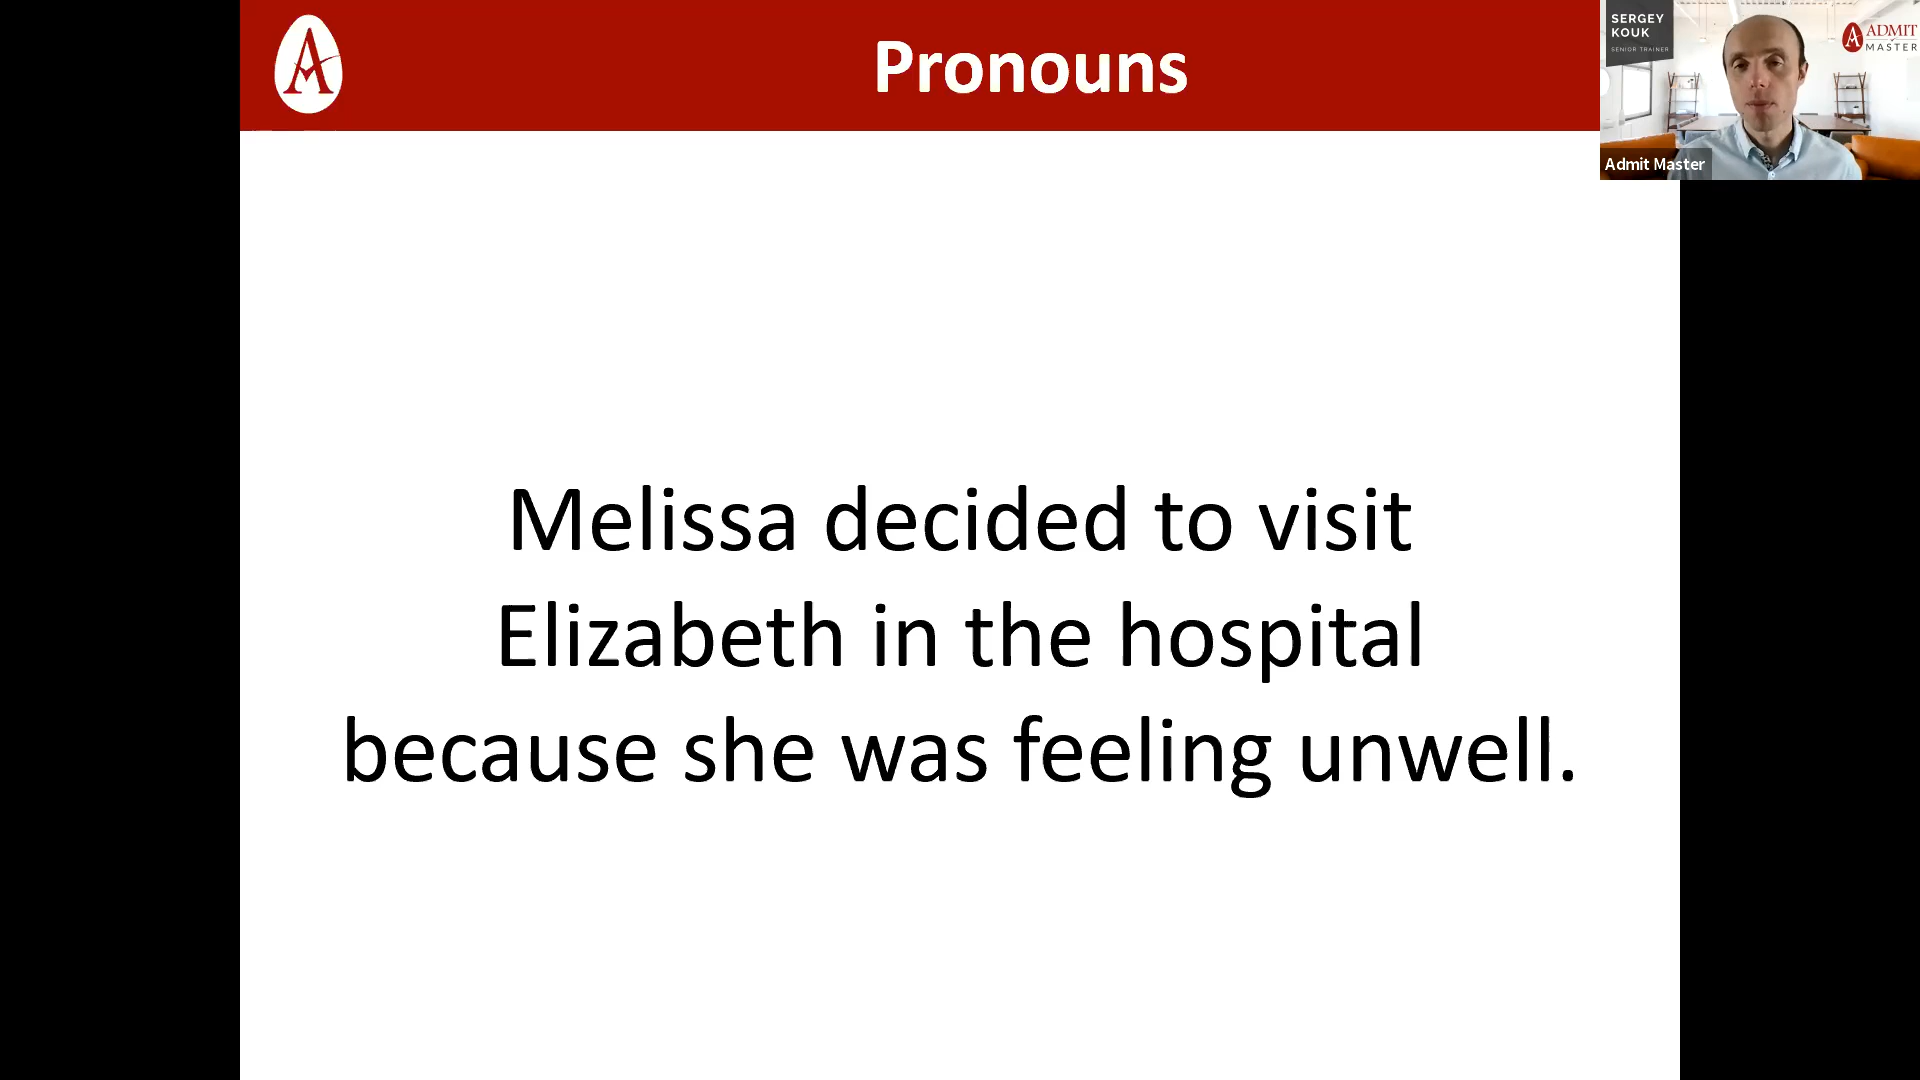 Pronouns
SERGEY
KOUK
SENIOR TRAINER
ADMIT
MASTER
Admit Master
Melissa decided to visit
Elizabeth in the hospital
because she was feeling unwell.